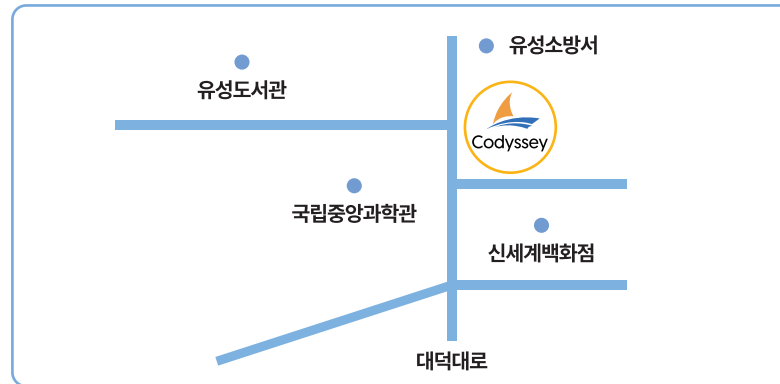 유성소방서
유성도서관
Codyssey
국립중앙과학관
신세계백화점
대덕대로